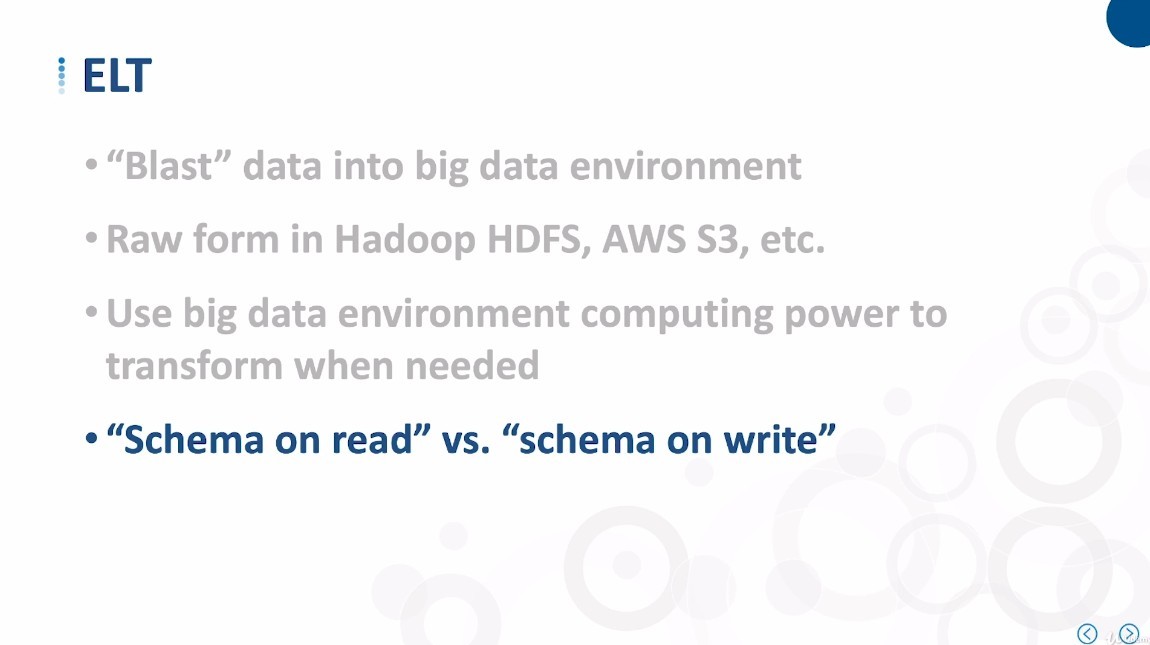 ELT
• “Blast” data into big data environment
• Raw form in Hadoop HDFS, AWS S3, etc.
• Use big data environment computing power to
transform when needed
• “Schema on read” vs. “schema on write”